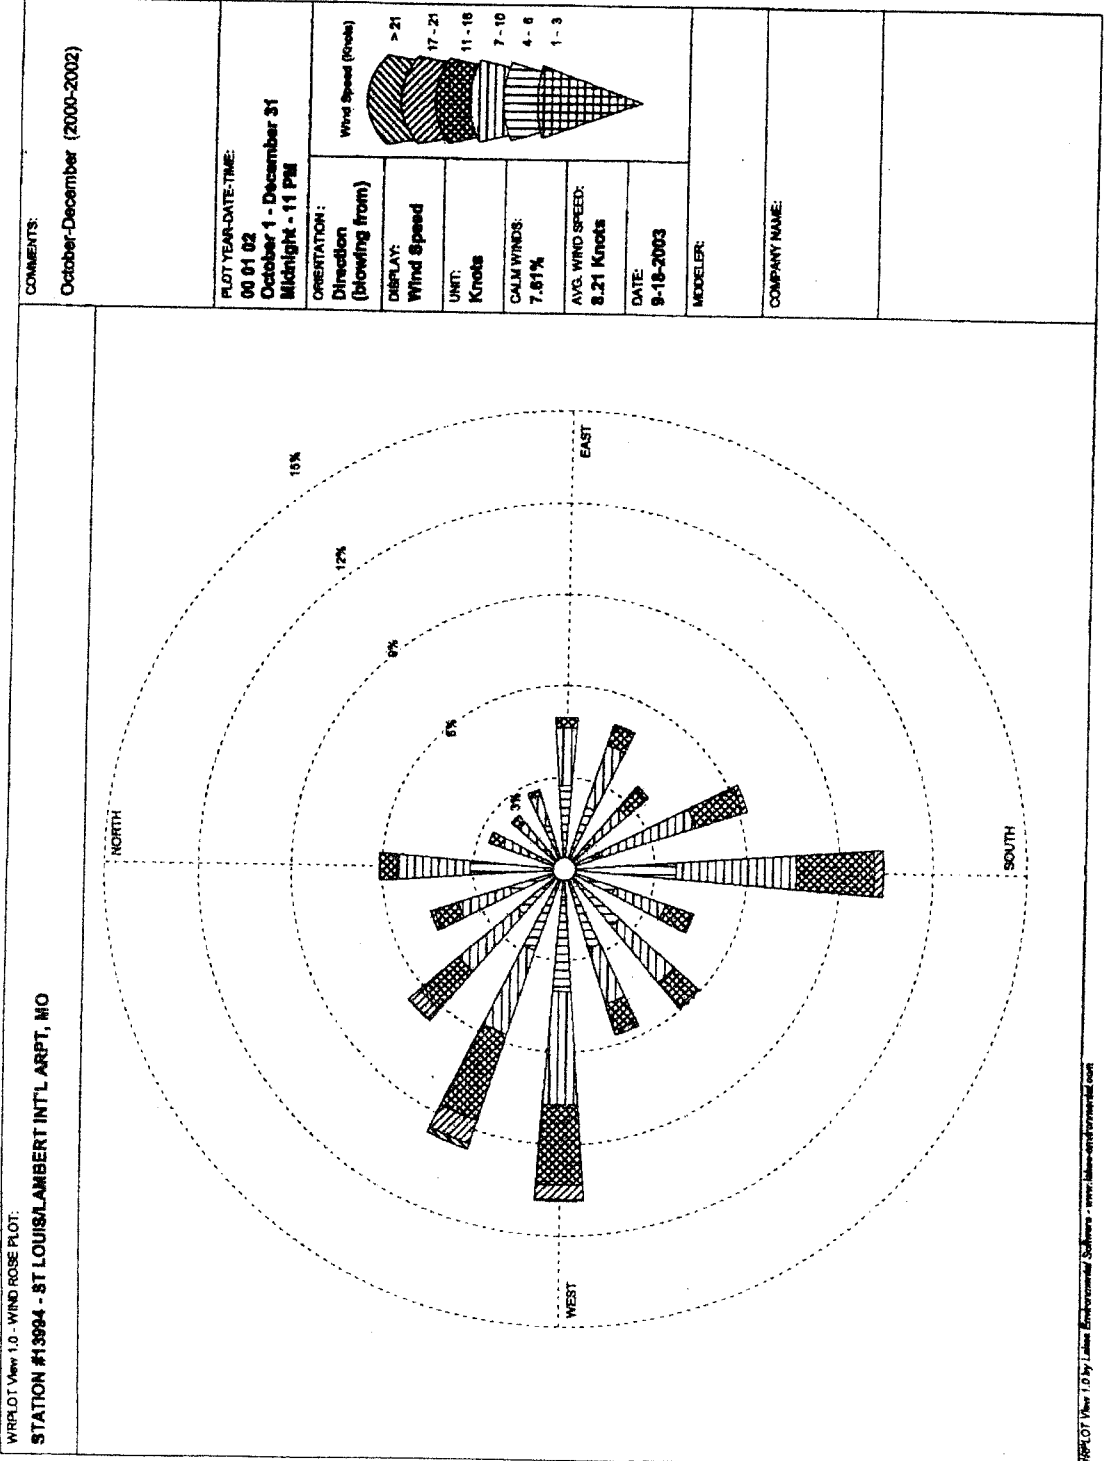 WRPLOT View 1.0 - WIND ROSE PLOT:
STATION #13994 - ST LOUIS/LAMBERT INT'L ARPT, MO
NORTH
15%
12%
9%
6%
3%
EAST
WEST
SOUTH
COMMENTS:
October-December (2000-2002)
PLOT YEAR-DATE-TIME:
00 01 02
October 1 - December 31
Midnight - 11 PM
ORIENTATION:
Direction
(blowing from)
DISPLAY:
Wind Speed
UNIT:
Knots
CALM WINDS:
7.61%
AVG. WIND SPEED:
8.21 Knots
DATE:
9-18-2003
MODELER:
COMPANY NAME:
Wind Speed (Knots)
> 21
17 - 21
11 - 16
7 - 10
4 - 6
1 - 3
WRPLOT View 1.0 by Lakes Environmental Software - www.lakes-environmental.com